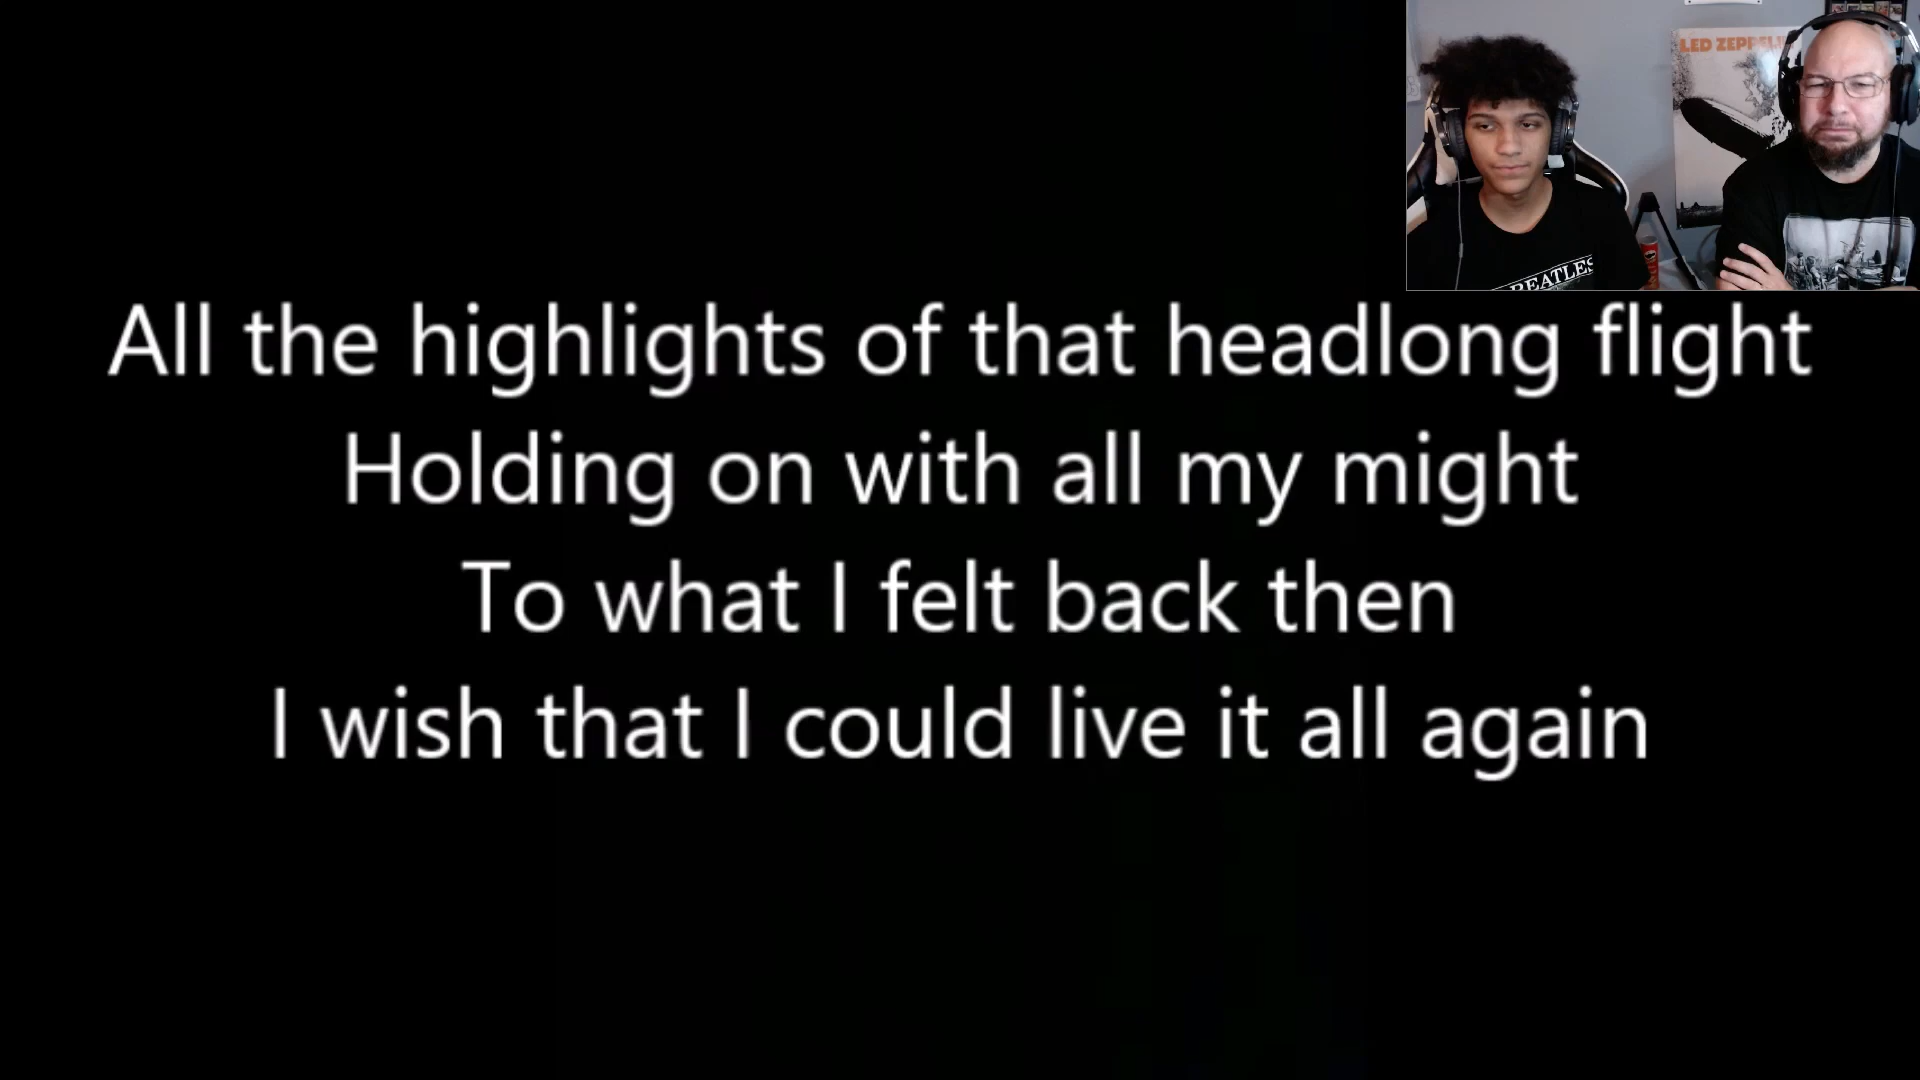 LED ZEPPELIN
BEATLES
All the highlights of that headlong flight
Holding on with all my might
To what I felt back then
I wish that I could live it all again